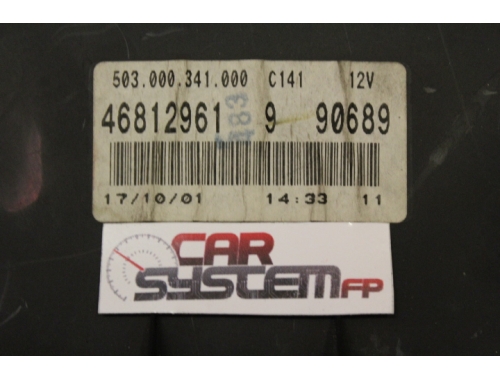 503.000.341.000 C141 12V
46812961 9 90689
483
17/10/01 14:33 11
CAR
SYSTEM FP